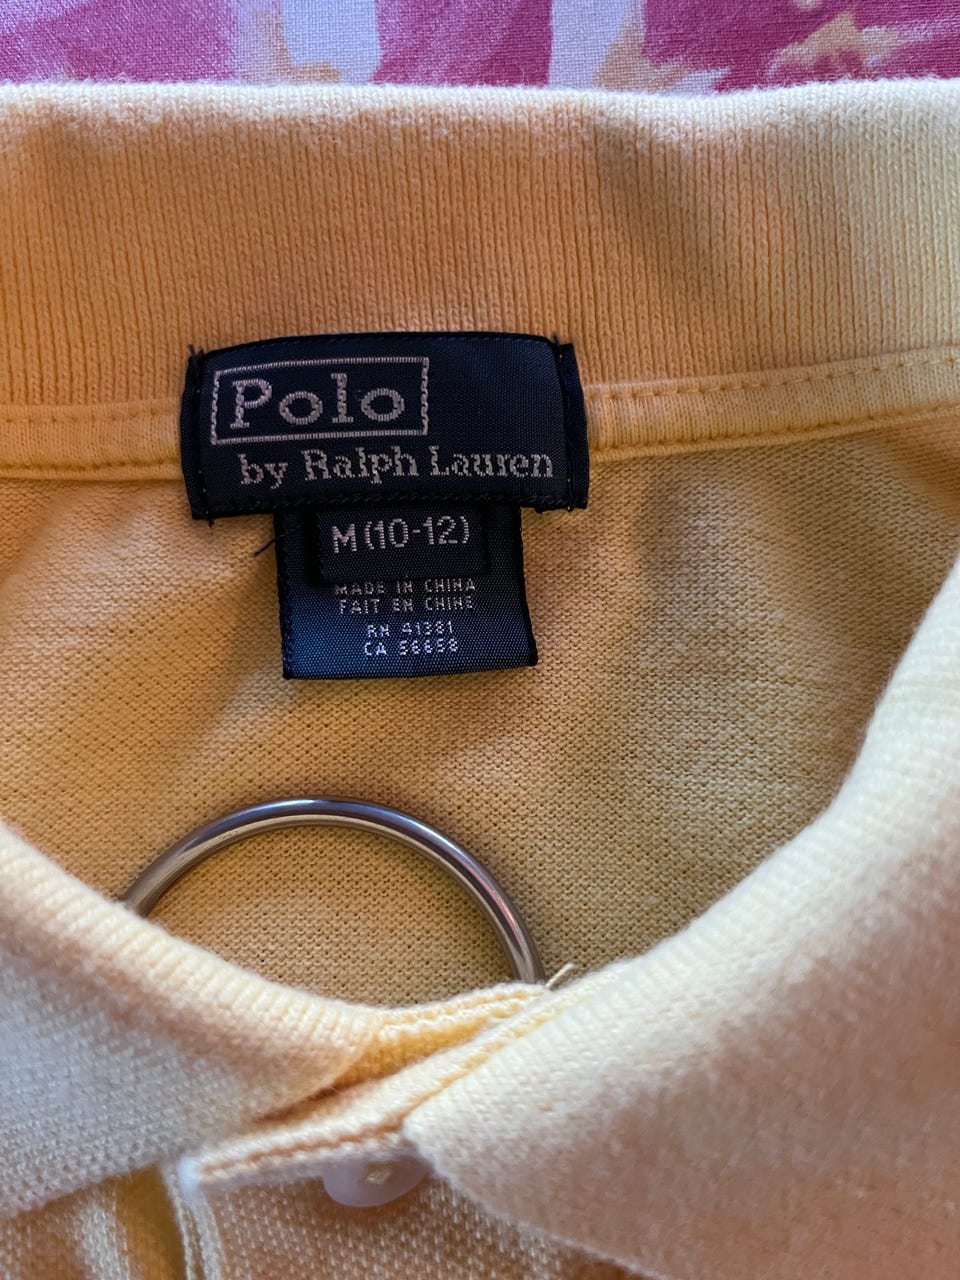 Polo
by Ralph Lauren
M (10-12)
MADE IN CHINA
FAIT EN CHINE
RN 41381
CA 56658